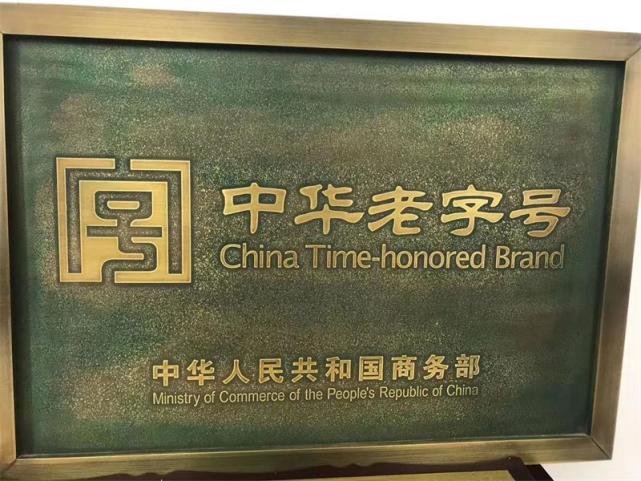 中华老字号
China Time-honored Brand
中华人民共和国商务部
Ministry of Commerce of the People's Republic of China